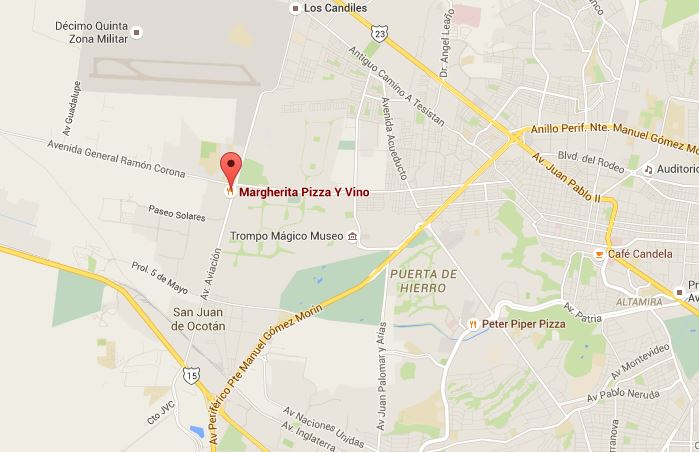 Los Candiles
Décimo Quinta
Zona Militar
23
Dr. Angel Leaño
Antiguo Camino A Tesistan
Av Guadalupe
Avenida Acueducto
Anillo Perif. Nte. Manuel Gómez Morín
Avenida General Ramón Corona
Blvd. del Rodeo
Av. Juan Pablo II
Auditorio
Margherita Pizza Y Vino
Paseo Solares
Trompo Mágico Museo
Café Candela
Av. Aviación
Prol. 5 de Mayo
PUERTA DE
HIERRO
ALTAMIRA
San Juan
de Ocotán
Av Periférico Pte Manuel Gómez Morin
Peter Piper Pizza
Av. Patria
Av Juan Palomar y Arias
Av Montevideo
15
Av Pablo Neruda
Cto JVC
Av Naciones Unidas
Av. Inglaterra